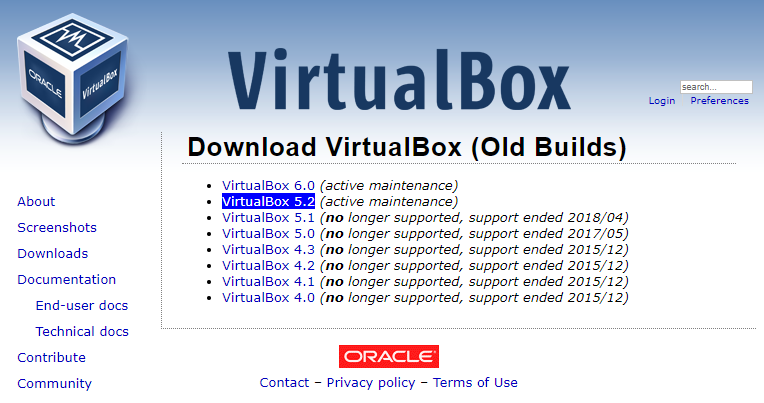 ORACLE
VirtualBox
VirtualBox
search...
Login Preferences
Download VirtualBox (Old Builds)
VirtualBox 6.0 (active maintenance)
VirtualBox 5.2 (active maintenance)
VirtualBox 5.1 (no longer supported, support ended 2018/04)
VirtualBox 5.0 (no longer supported, support ended 2017/05)
VirtualBox 4.3 (no longer supported, support ended 2015/12)
VirtualBox 4.2 (no longer supported, support ended 2015/12)
VirtualBox 4.1 (no longer supported, support ended 2015/12)
VirtualBox 4.0 (no longer supported, support ended 2015/12)
About
Screenshots
Downloads
Documentation
End-user docs
Technical docs
Contribute
Community
ORACLE
Contact – Privacy policy – Terms of Use